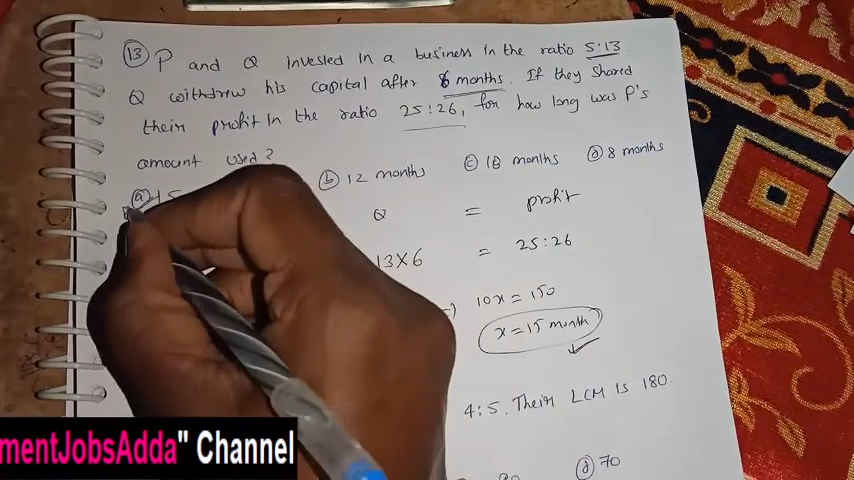 13 P and Q invested in a business in the ratio 5:13.
Q withdrew his capital after 6 months. If they shared
their profit in the ratio 25:26, for how long was P's
amount used?
(a) 15 (b) 12 months (c) 18 months (d) 8 months
Q = profit
13X6 = 25:26
10x = 150
x = 15 month
4:5. Their LCM is 180.
(d) 70
mentJobsAdda" Channel